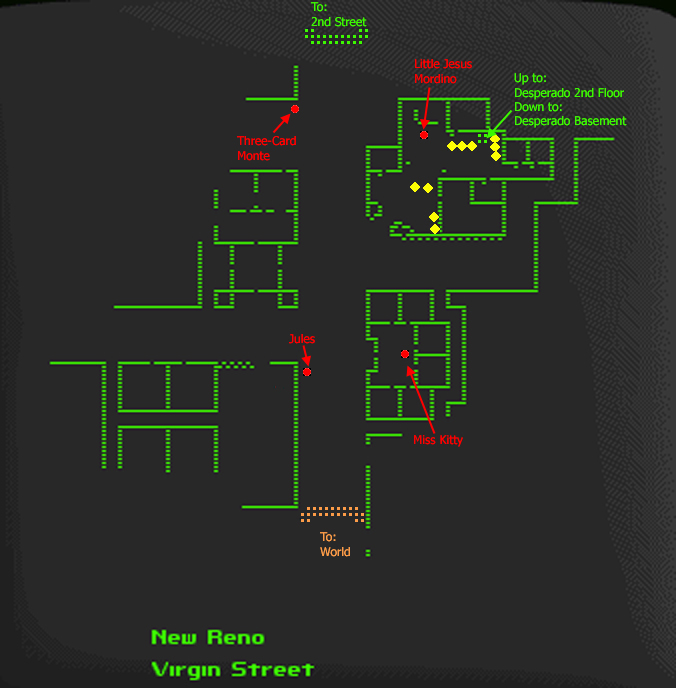 To:
2nd Street
Little Jesus
Mording
Up to:
Desperado 2nd Floor
Down to:
Desperado Basement
Three-Card
Monte
Jules
Miss Kitty
To:
World
New Reno
Virgin Street